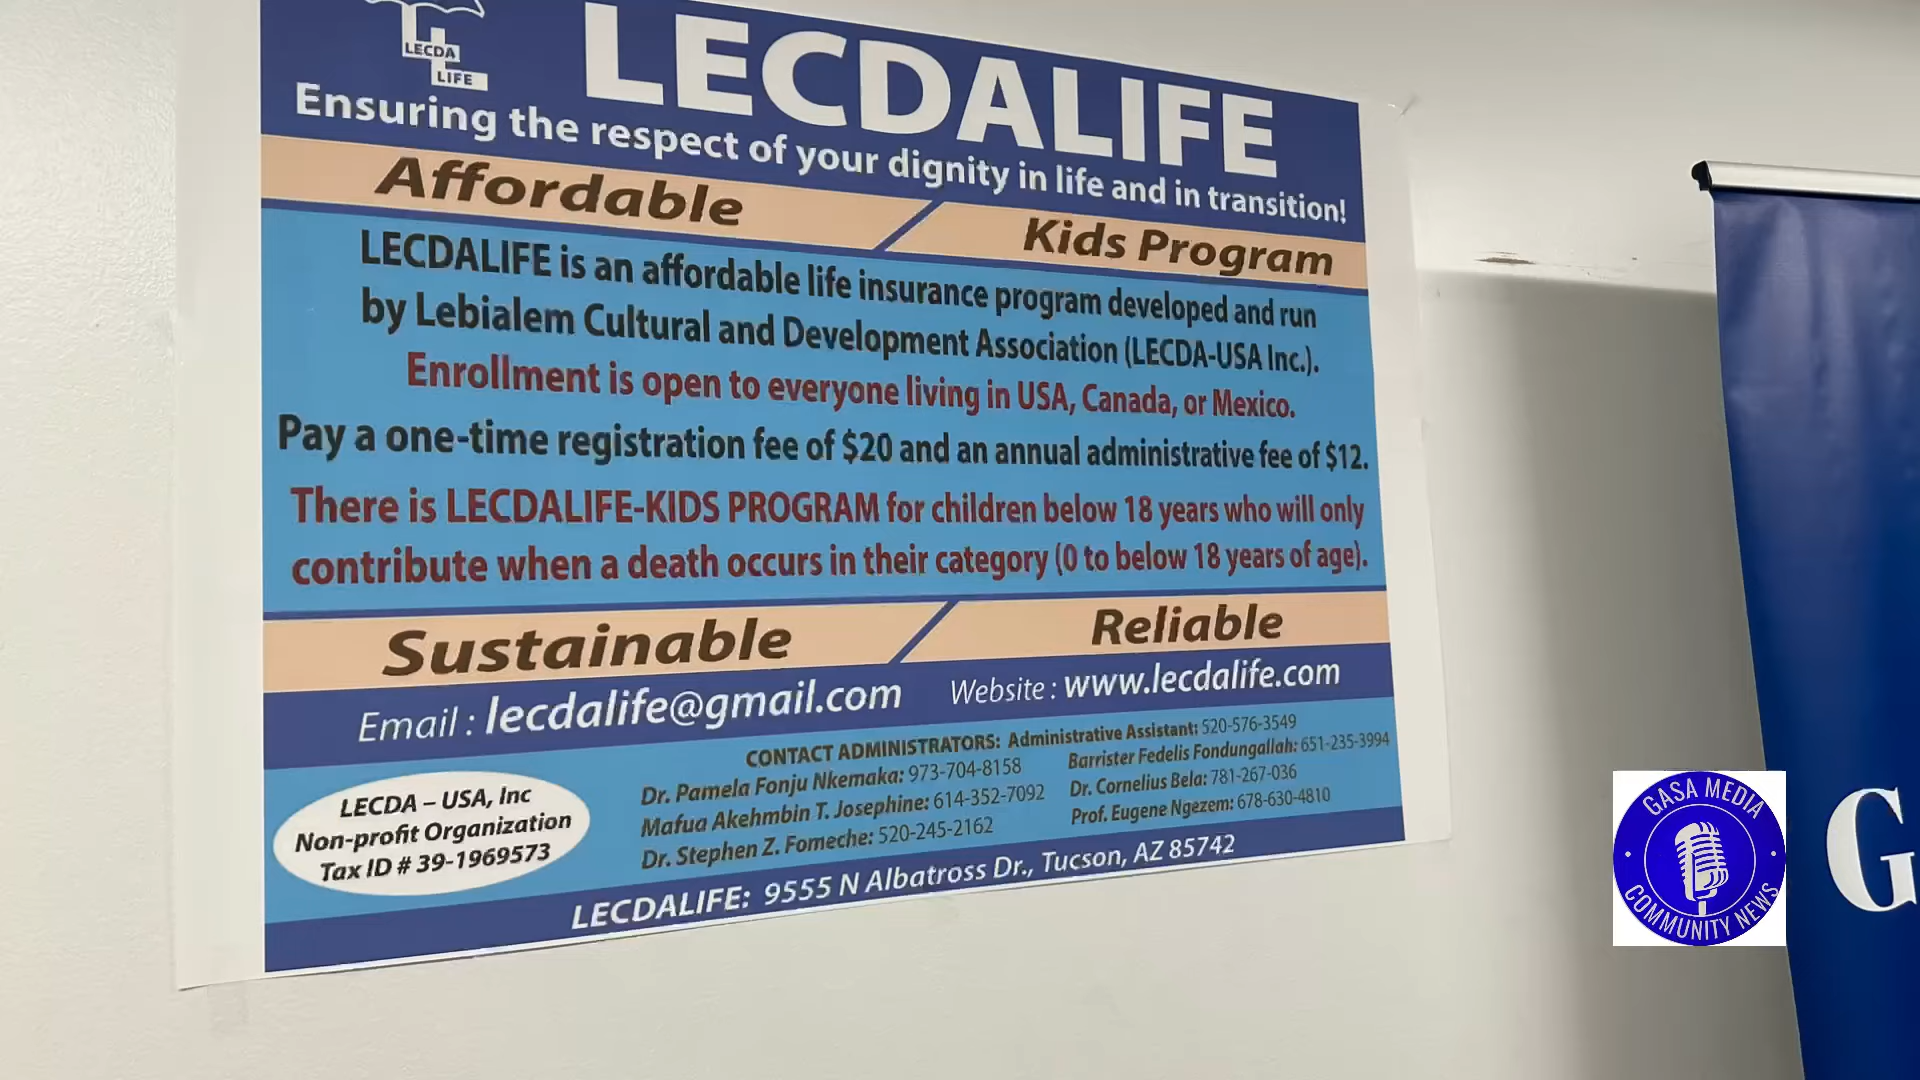 LECDA
LIFE
LECDALIFE
Ensuring the respect of your dignity in life and in transition!
Affordable
Kids Program
LECDALIFE is an affordable life insurance program developed and run
by Lebialem Cultural and Development Association (LECDA-USA Inc.).
Enrollment is open to everyone living in USA, Canada, or Mexico.
Pay a one-time registration fee of $20 and an annual administrative fee of $12.
There is LECDALIFE-KIDS PROGRAM for children below 18 years who will only
contribute when a death occurs in their category (0 to below 18 years of age).
Sustainable
Reliable
Email : lecdalife@gmail.com
Website : www.lecdalife.com
CONTACT ADMINISTRATORS: Administrative Assistant: 520-576-3549
Dr. Pamela Fonju Nkemaka: 973-704-8158
Barrister Fedelis Fondungallah: 651-235-3994
Mafua Akehmbin T. Josephine: 614-352-7092
Dr. Cornelius Bela: 781-267-036
Dr. Stephen Z. Fomeche: 520-245-2162
Prof. Eugene Ngezem: 678-630-4810
LECDA – USA, Inc
Non-profit Organization
Tax ID # 39-1969573
LECDALIFE: 9555 N Albatross Dr., Tucson, AZ 85742
GASA MEDIA
COMMUNITY NEWS
G